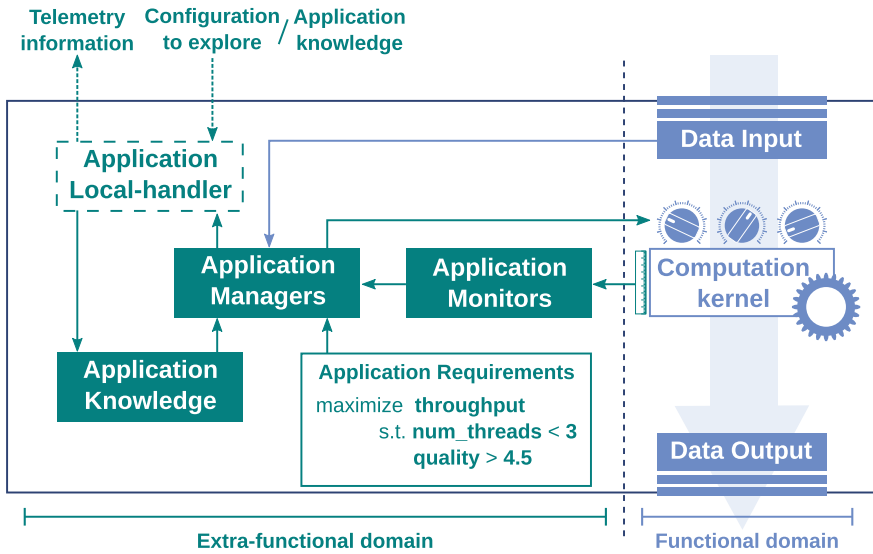 Telemetry
information
Configuration
to explore
/
Application
knowledge
Application
Local-handler
Data Input
Application
Managers
Application
Monitors
Computation
kernel
Application
Knowledge
Application Requirements
maximize throughput
s.t. num_threads < 3
quality > 4.5
Data Output
Extra-functional domain
Functional domain